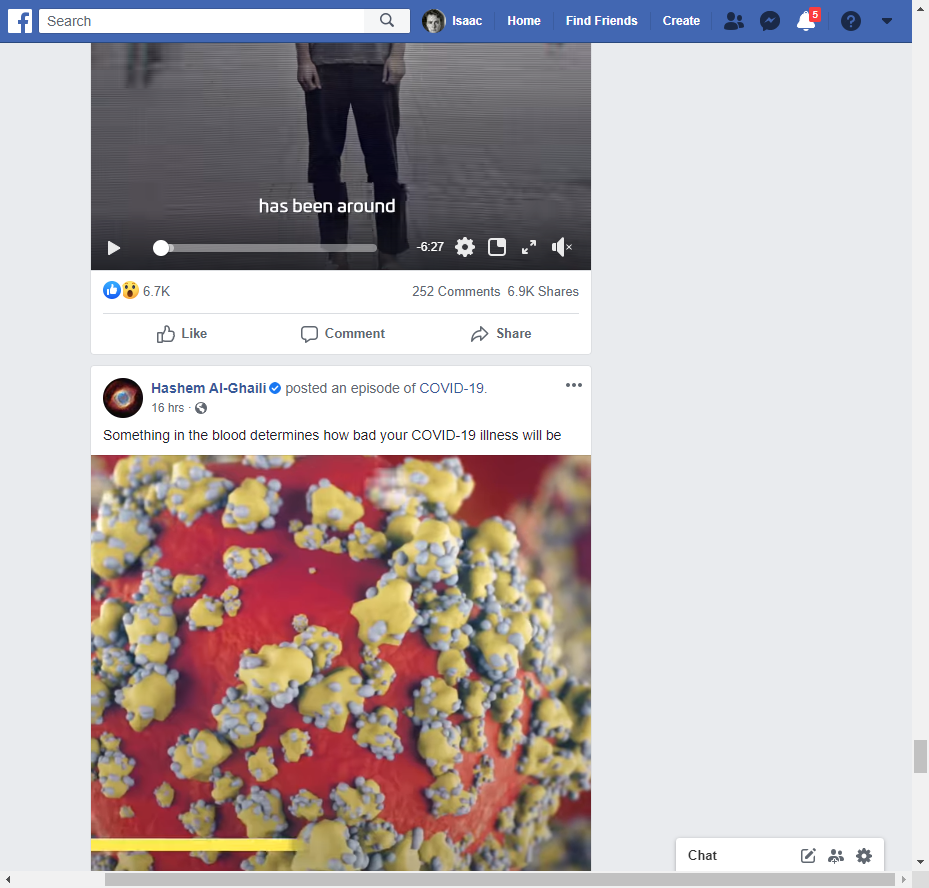 Search
Isaac
Home
Find Friends
Create
5
has been around
-6:27
6.7K
252 Comments 6.9K Shares
Like
Comment
Share
Hashem Al-Ghaili posted an episode of COVID-19.
16 hrs ·
Something in the blood determines how bad your COVID-19 illness will be
Chat